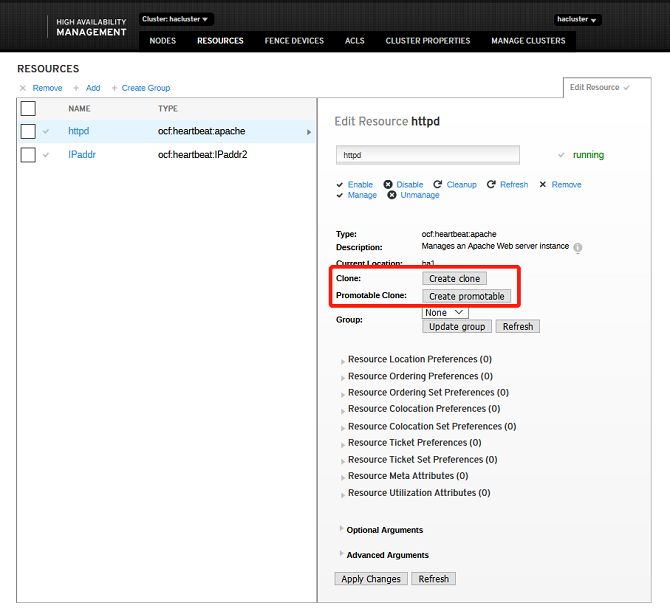 HIGH AVAILABILITY
MANAGEMENT
Cluster: hacluster
hacluster
NODES RESOURCES FENCE DEVICES ACLS CLUSTER PROPERTIES MANAGE CLUSTERS
RESOURCES
Remove Add Create Group
Edit Resource
NAME TYPE
httpd ocf:heartbeat:apache
IPaddr ocf:heartbeat:IPaddr2
Edit Resource httpd
httpd
running
Enable Disable Cleanup Refresh Remove
Manage Unmanage
Type: ocf:heartbeat:apache
Description: Manages an Apache Web server instance
Current Location: ha1
Clone: Create clone
Promotable Clone: Create promotable
Group: None
Update group Refresh
Resource Location Preferences (0)
Resource Ordering Preferences (0)
Resource Ordering Set Preferences (0)
Resource Colocation Preferences (0)
Resource Colocation Set Preferences (0)
Resource Ticket Preferences (0)
Resource Ticket Set Preferences (0)
Resource Meta Attributes (0)
Resource Utilization Attributes (0)
Optional Arguments
Advanced Arguments
Apply Changes Refresh